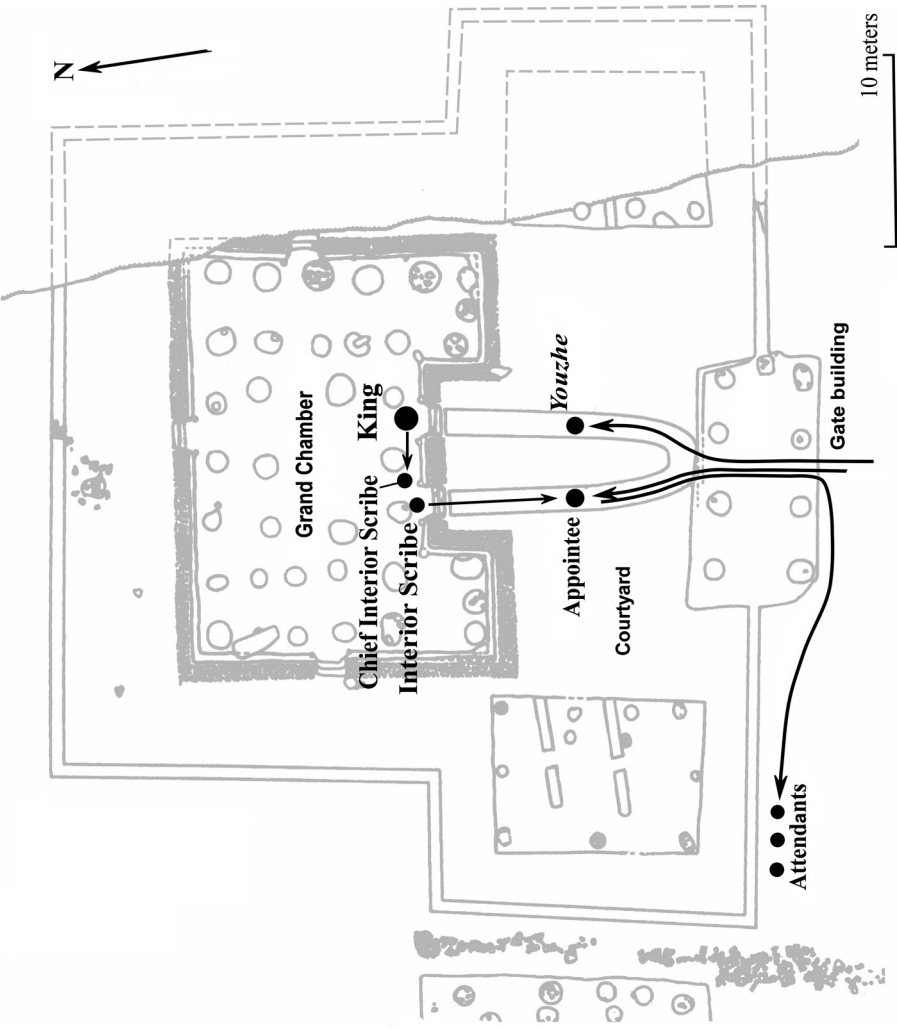 N
10 meters
Grand Chamber
King
Chief Interior Scribe
Interior Scribe
Youzhe
Appointee
Courtyard
Gate building
Attendants